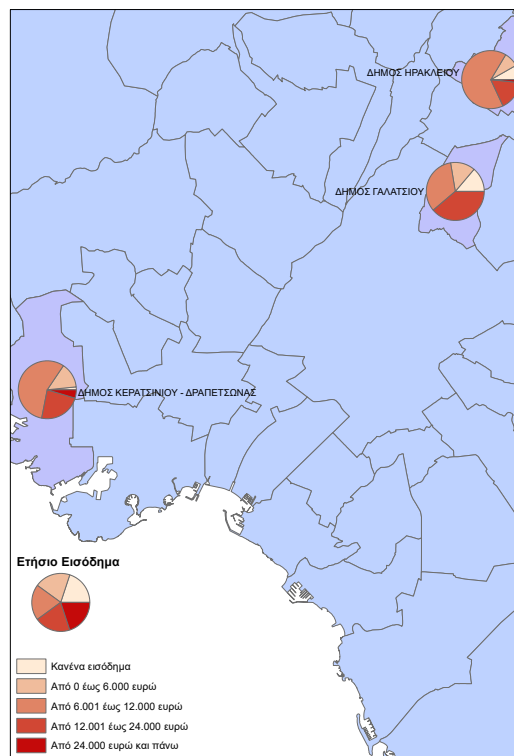 ΔΗΜΟΣ ΗΡΑΚΛΕΙΟΥ
ΔΗΜΟΣ ΓΑΛΑΤΣΙΟΥ
ΔΗΜΟΣ ΚΕΡΑΤΣΙΝΙΟΥ - ΔΡΑΠΕΤΣΩΝΑΣ
Ετήσιο Εισόδημα
Κανένα εισόδημα
Από 0 έως 6.000 ευρώ
Από 6.001 έως 12.000 ευρώ
Από 12.001 έως 24.000 ευρώ
Από 24.000 ευρώ και πάνω